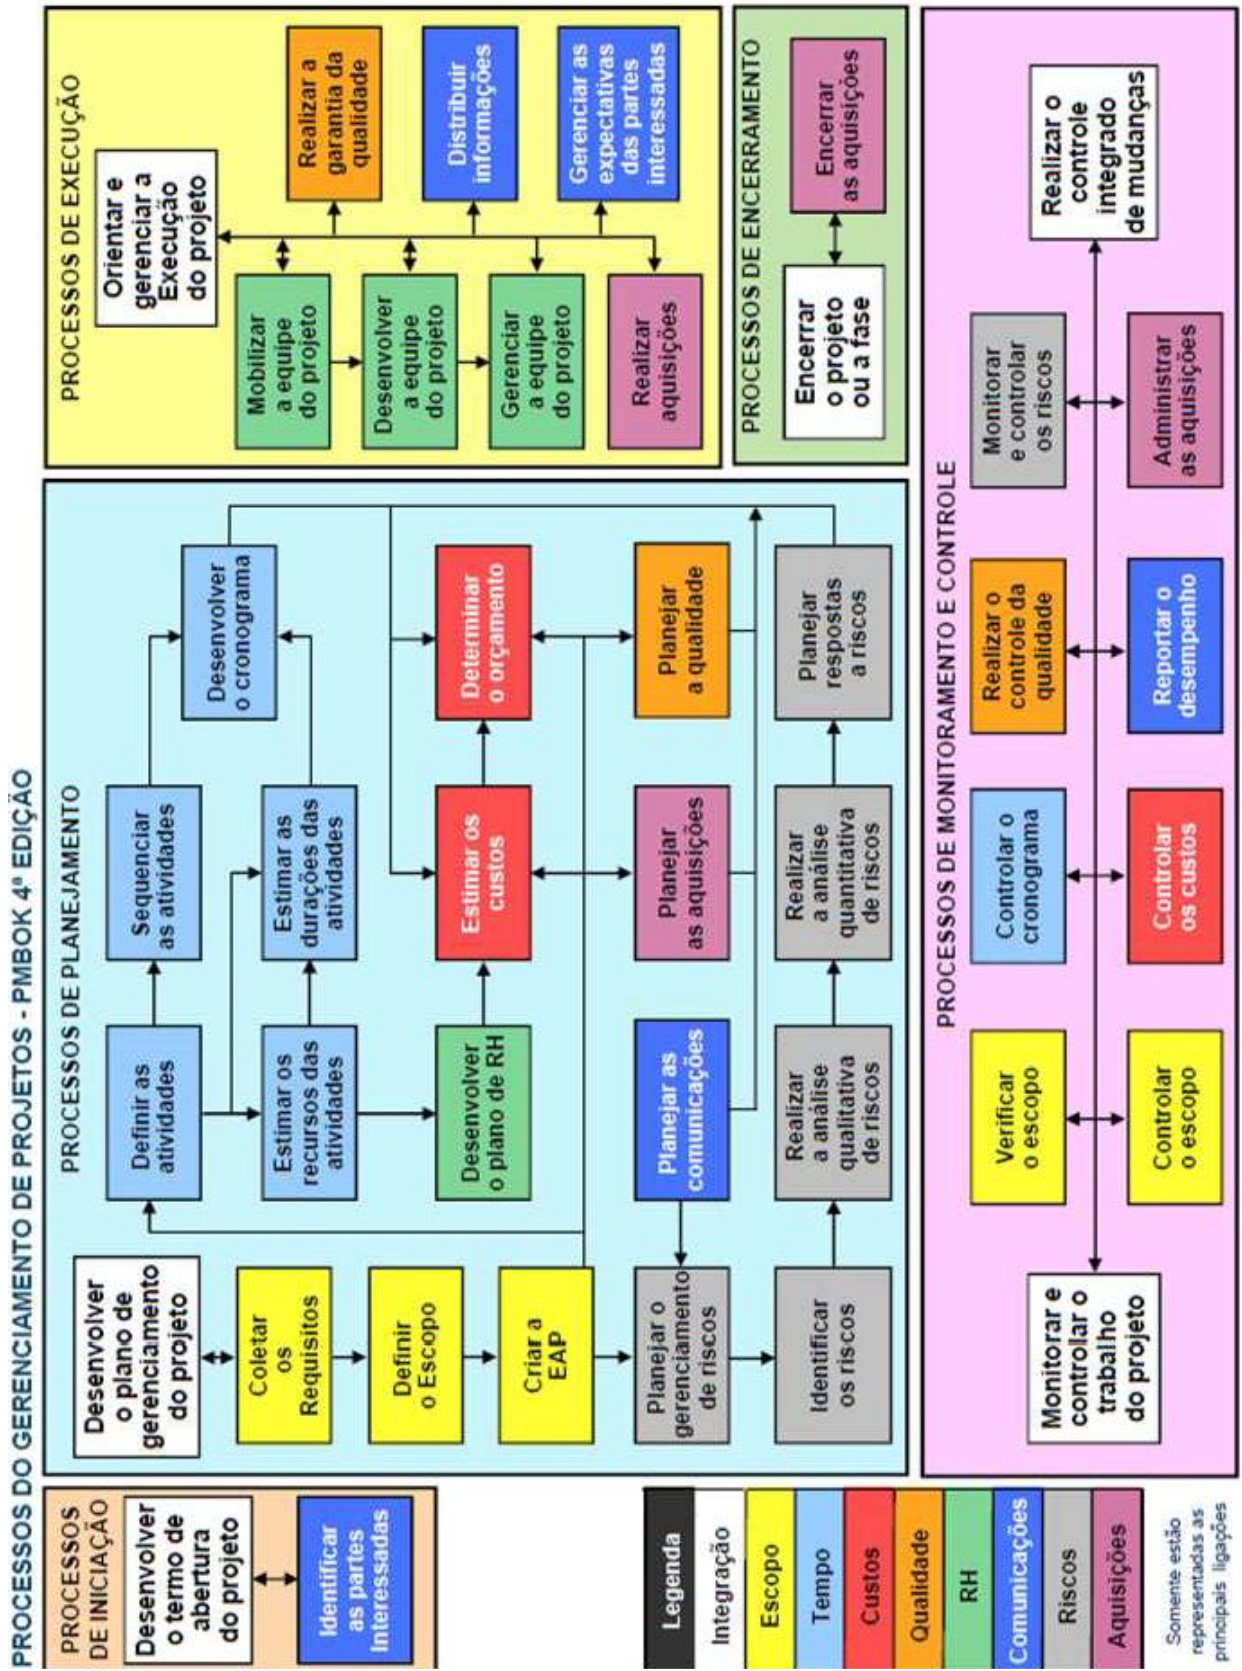 PROCESSOS DO GERENCIAMENTO DE PROJETOS - PMBOK 4ª EDIÇÃO
PROCESSOS
DE INICIAÇÃO
Desenvolver
o termo de
abertura
do projeto
Identificar
as partes
Interessadas
PROCESSOS DE PLANEJAMENTO
Desenvolver
o plano de
gerenciamento
do projeto
Coletar
os
Requisitos
Definir
o Escopo
Criar a
EAP
Planejar o
gerenciamento
de riscos
Identificar
os riscos
Definir as
atividades
Sequenciar
as atividades
Desenvolver
o cronograma
Estimar os
recursos das
atividades
Estimar as
durações das
atividades
Desenvolver
o plano de RH
Estimar os
custos
Determinar
o orçamento
Planejar as
comunicações
Planejar
as aquisições
Planejar
a qualidade
Realizar
a análise
qualitativa
de riscos
Realizar
a análise
quantitativa
de riscos
Planejar
respostas
a riscos
PROCESSOS DE EXECUÇÃO
Orientar e
gerenciar a
Execução
do projeto
Mobilizar
a equipe
do projeto
Realizar a
garantia da
qualidade
Desenvolver
a equipe
do projeto
Distribuir
informações
Gerenciar
a equipe
do projeto
Gerenciar as
expectativas
das partes
interessadas
Realizar
aquisições
PROCESSOS DE ENCERRAMENTO
Encerrar
o projeto
ou a fase
Encerrar
as aquisições
PROCESSOS DE MONITORAMENTO E CONTROLE
Monitorar e
controlar o
trabalho
do projeto
Verificar
o escopo
Controlar o
cronograma
Realizar o
controle da
qualidade
Monitorar
e controlar
os riscos
Realizar o
controle
integrado
de mudanças
Controlar
o escopo
Controlar
os custos
Reportar o
desempenho
Administrar
as aquisições
Legenda
Integração
Escopo
Tempo
Custos
Qualidade
RH
Comunicações
Riscos
Aquisições
Somente estão
representadas as
principais ligações